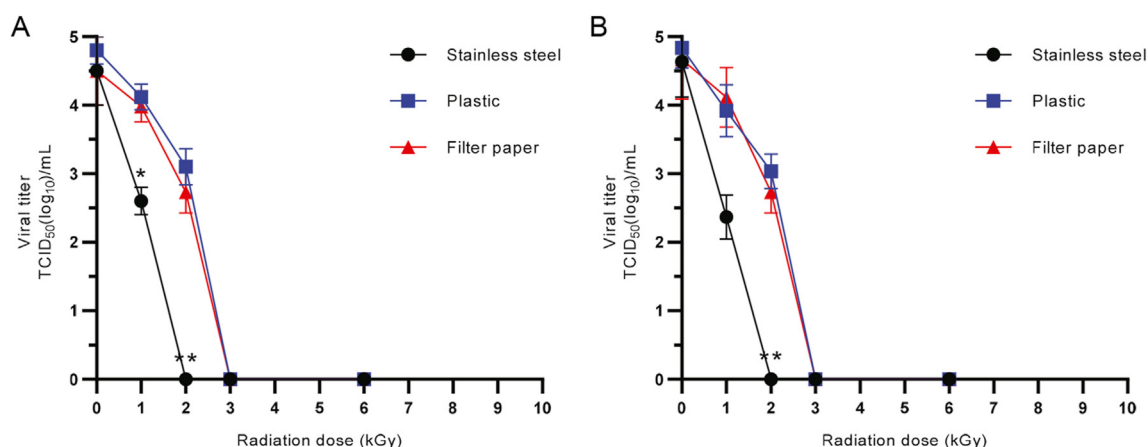 A
5
4
3
2
1
0
Viral titer
TCID50(log10)/mL
*
**
Stainless steel
Plastic
Filter paper
0 1 2 3 4 5 6 7 8 9 10
Radiation dose (kGy)
B
5
4
3
2
1
0
Viral titer
TCID50(log10)/mL
**
Stainless steel
Plastic
Filter paper
0 1 2 3 4 5 6 7 8 9 10
Radiation dose (kGy)